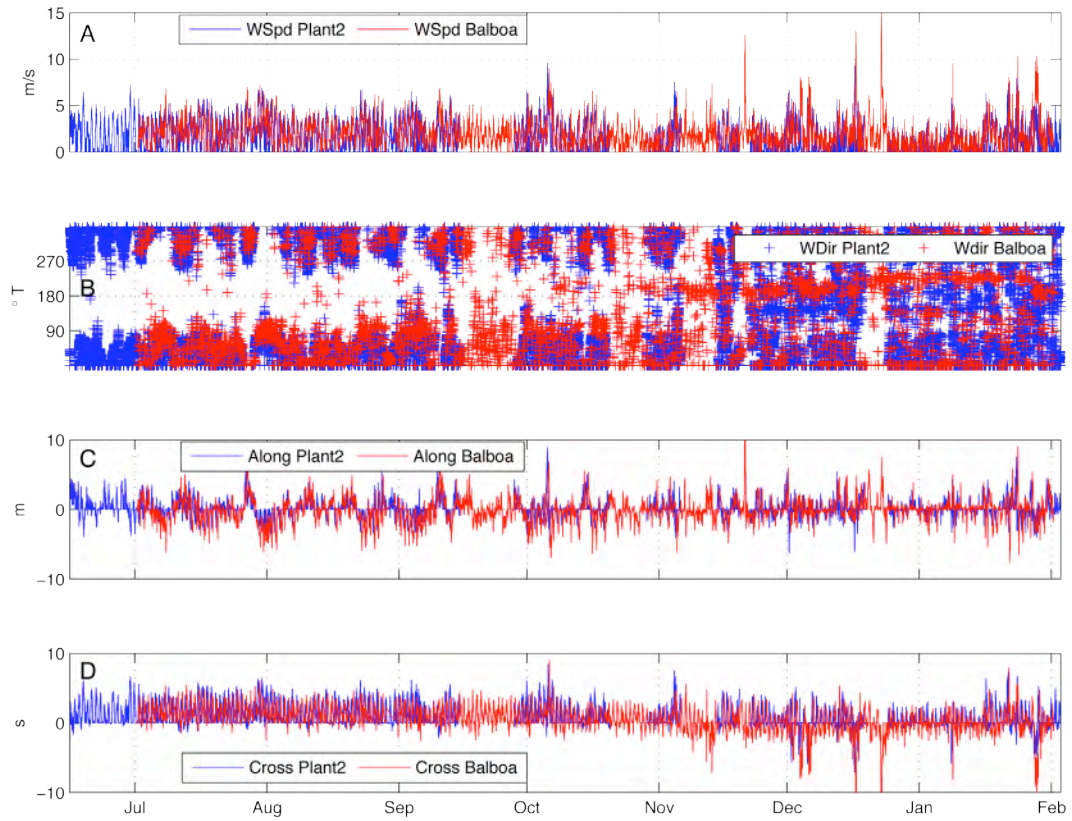 A
WSpd Plant2 WSpd Balboa
15
10
5
0
m/s
B
WDir Plant2 Wdir Balboa
270
180
90
° T
C
Along Plant2 Along Balboa
10
0
−10
m
D
10
0
−10
s
Cross Plant2 Cross Balboa
Jul Aug Sep Oct Nov Dec Jan Feb